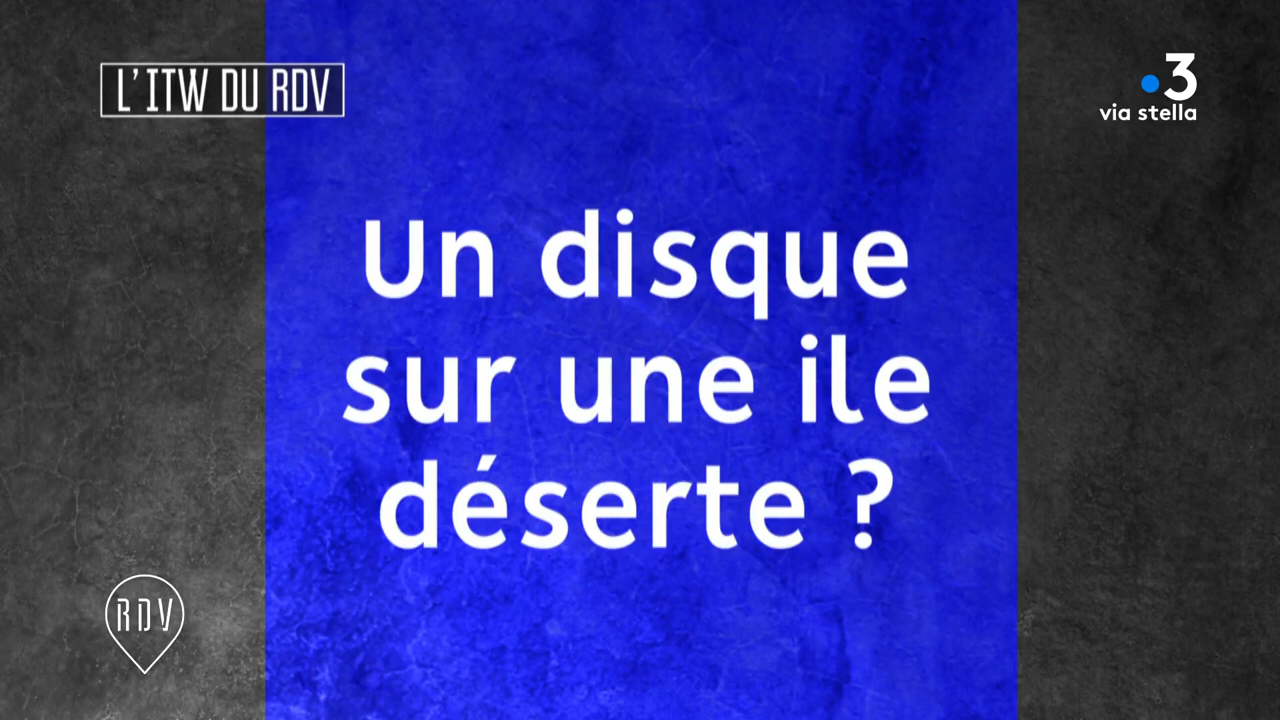 L'ITW DU RDV
3
via stella
Un disque
sur une ile
déserte ?
RDV